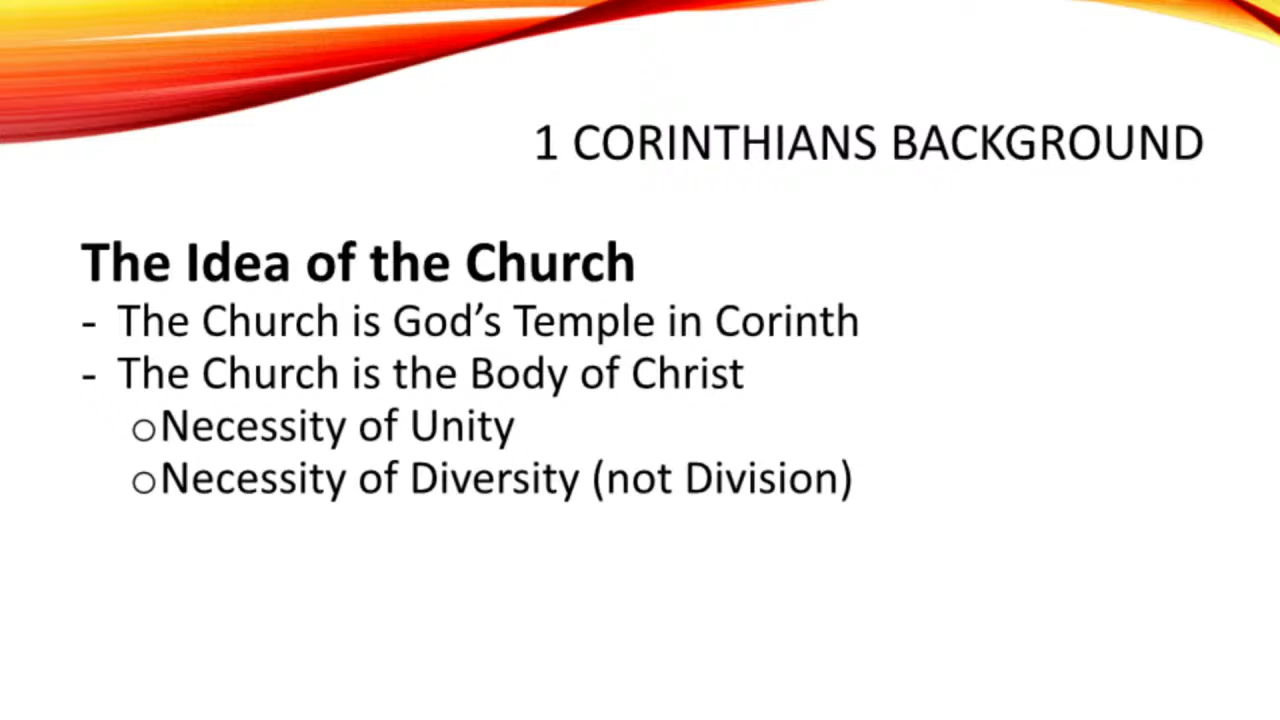 1 CORINTHIANS BACKGROUND
The Idea of the Church
- The Church is God’s Temple in Corinth
- The Church is the Body of Christ
oNecessity of Unity
oNecessity of Diversity (not Division)